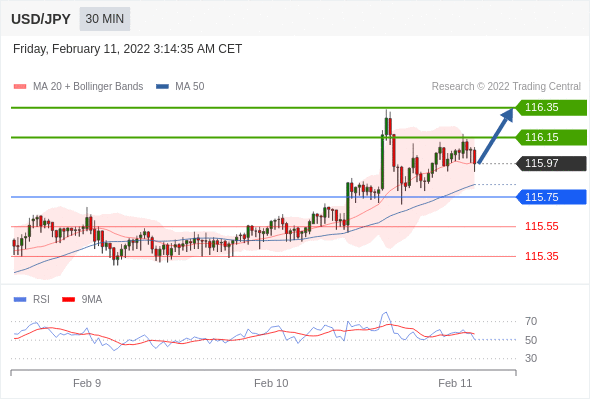 USD/JPY 30 MIN
Friday, February 11, 2022 3:14:35 AM CET
MA 20 + Bollinger Bands MA 50 Research © 2022 Trading Central
116.35
116.15
115.97
115.75
115.55
115.35
RSI 9MA
70
50
30
Feb 9 Feb 10 Feb 11